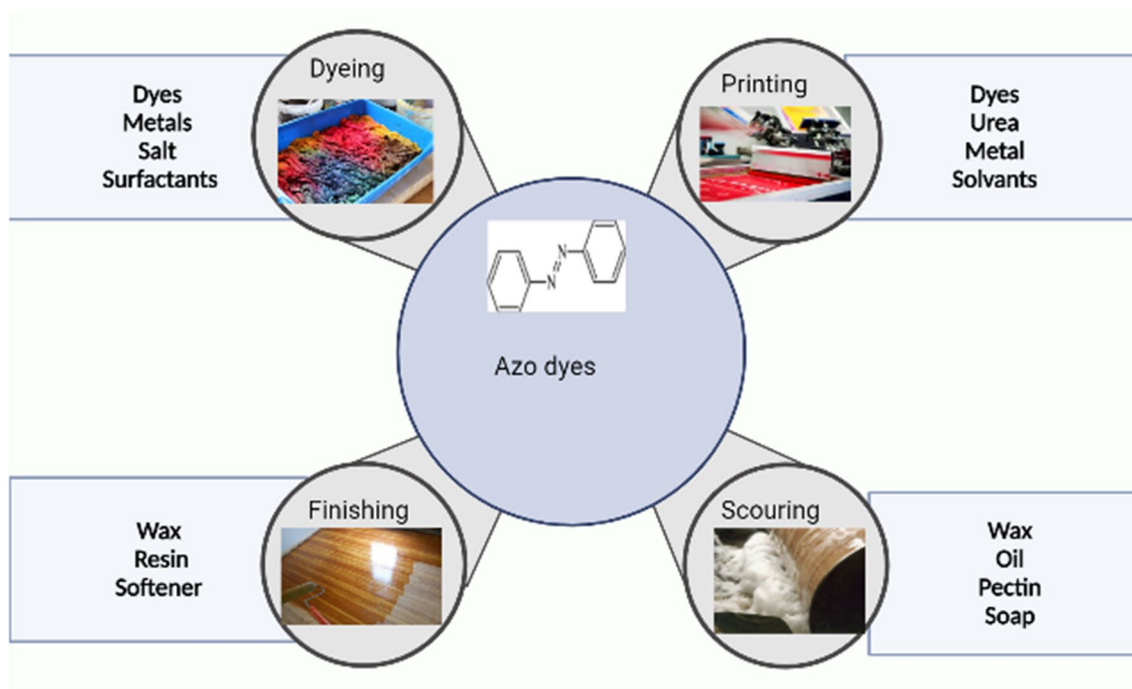 Dyeing
Dyes
Metals
Salt
Surfactants
Printing
Dyes
Urea
Metal
Solvants
N
N
Azo dyes
Finishing
Wax
Resin
Softener
Scouring
Wax
Oil
Pectin
Soap